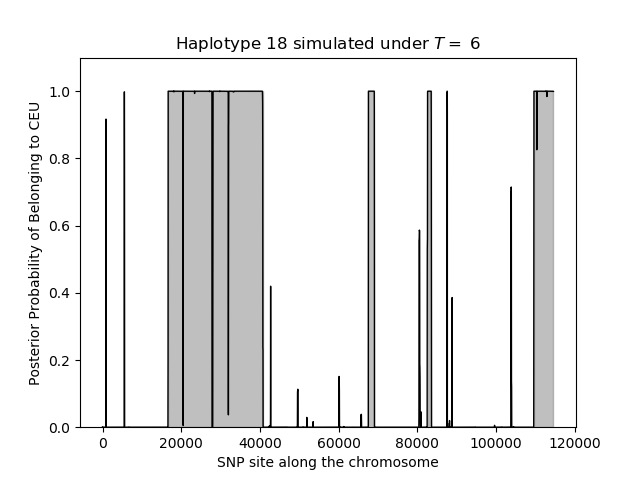 Haplotype 18 simulated under T = 6
Posterior Probability of Belonging to CEU
1.0
0.8
0.6
0.4
0.2
0.0
0 20000 40000 60000 80000 100000 120000
SNP site along the chromosome